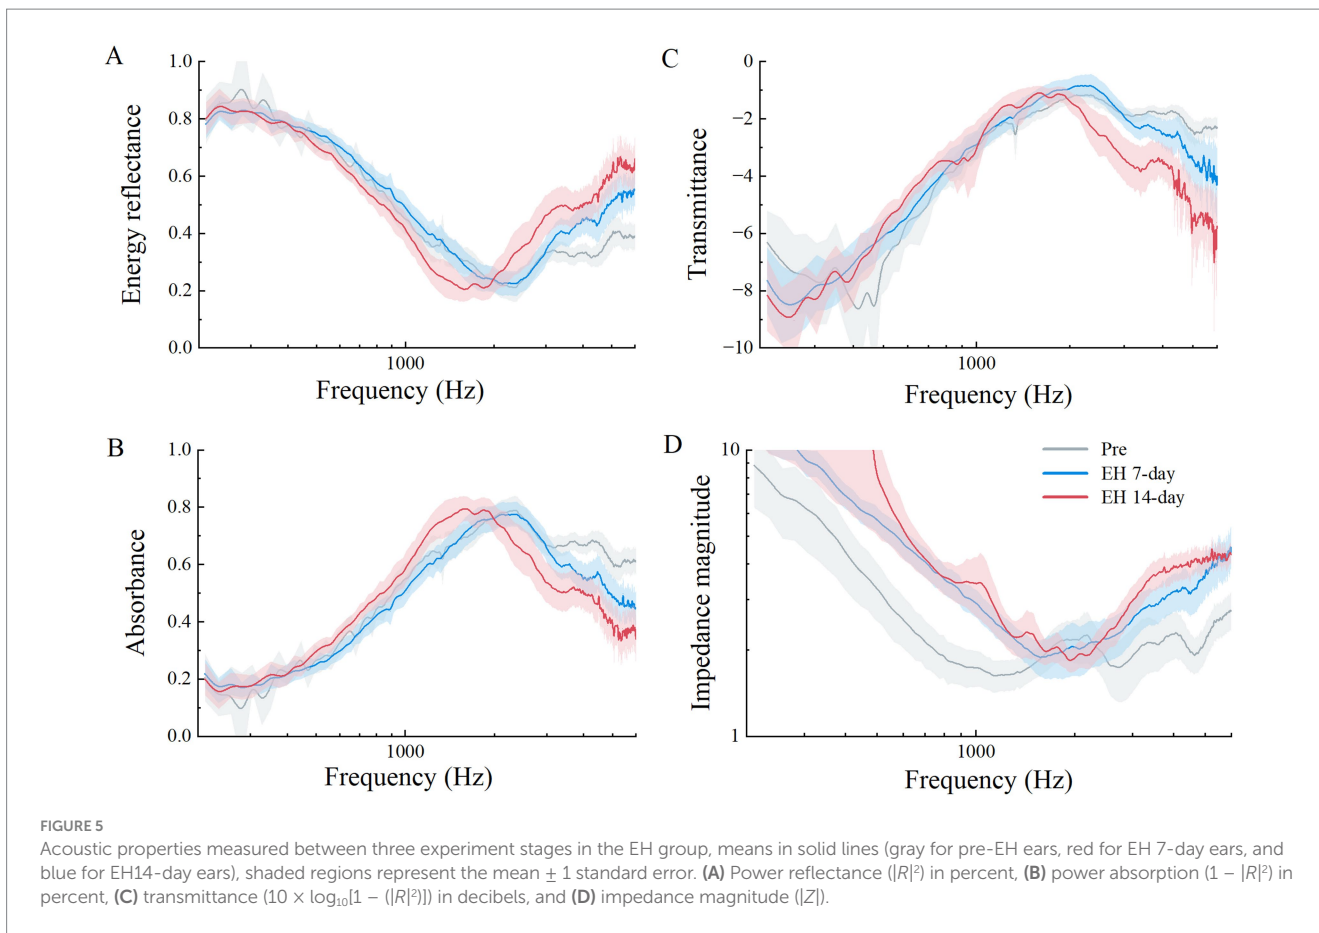 A
1.0
0.8
0.6
0.4
0.2
0.0
Energy reflectance
1000
Frequency (Hz)
C
0
−2
−4
−6
−8
−10
Transmittance
1000
Frequency (Hz)
B
1.0
0.8
0.6
0.4
0.2
0.0
Absorbance
1000
Frequency (Hz)
D
10
1
Impedance magnitude
Pre
EH 7-day
EH 14-day
1000
Frequency (Hz)
FIGURE 5
Acoustic properties measured between three experiment stages in the EH group, means in solid lines (gray for pre-EH ears, red for EH 7-day ears, and
blue for EH14-day ears), shaded regions represent the mean ± 1 standard error. (A) Power reflectance (|R|²) in percent, (B) power absorption (1 − |R|²) in
percent, (C) transmittance (10 × log₁₀[1 − (|R|²)]) in decibels, and (D) impedance magnitude (|Z|).